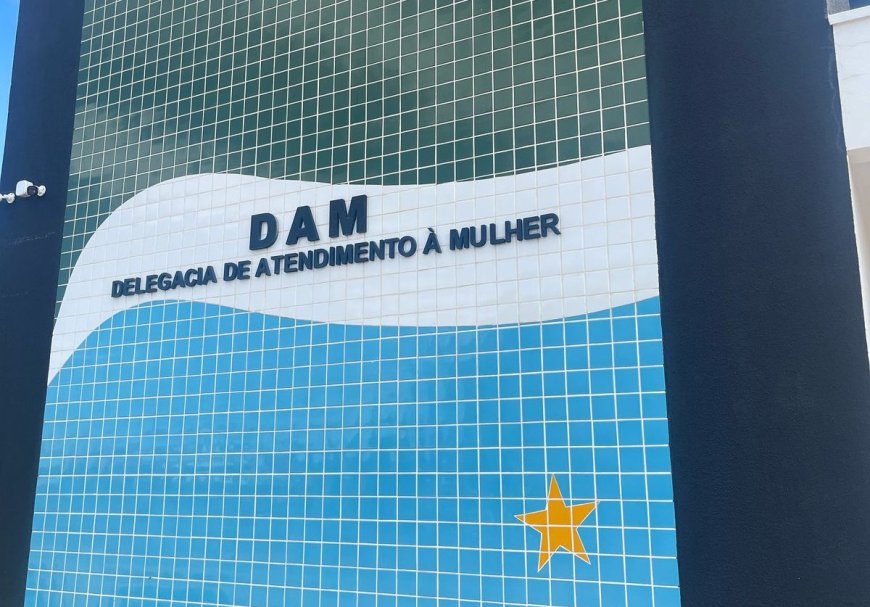 DAM
DELEGACIA DE ATENDIMENTO À MULHER